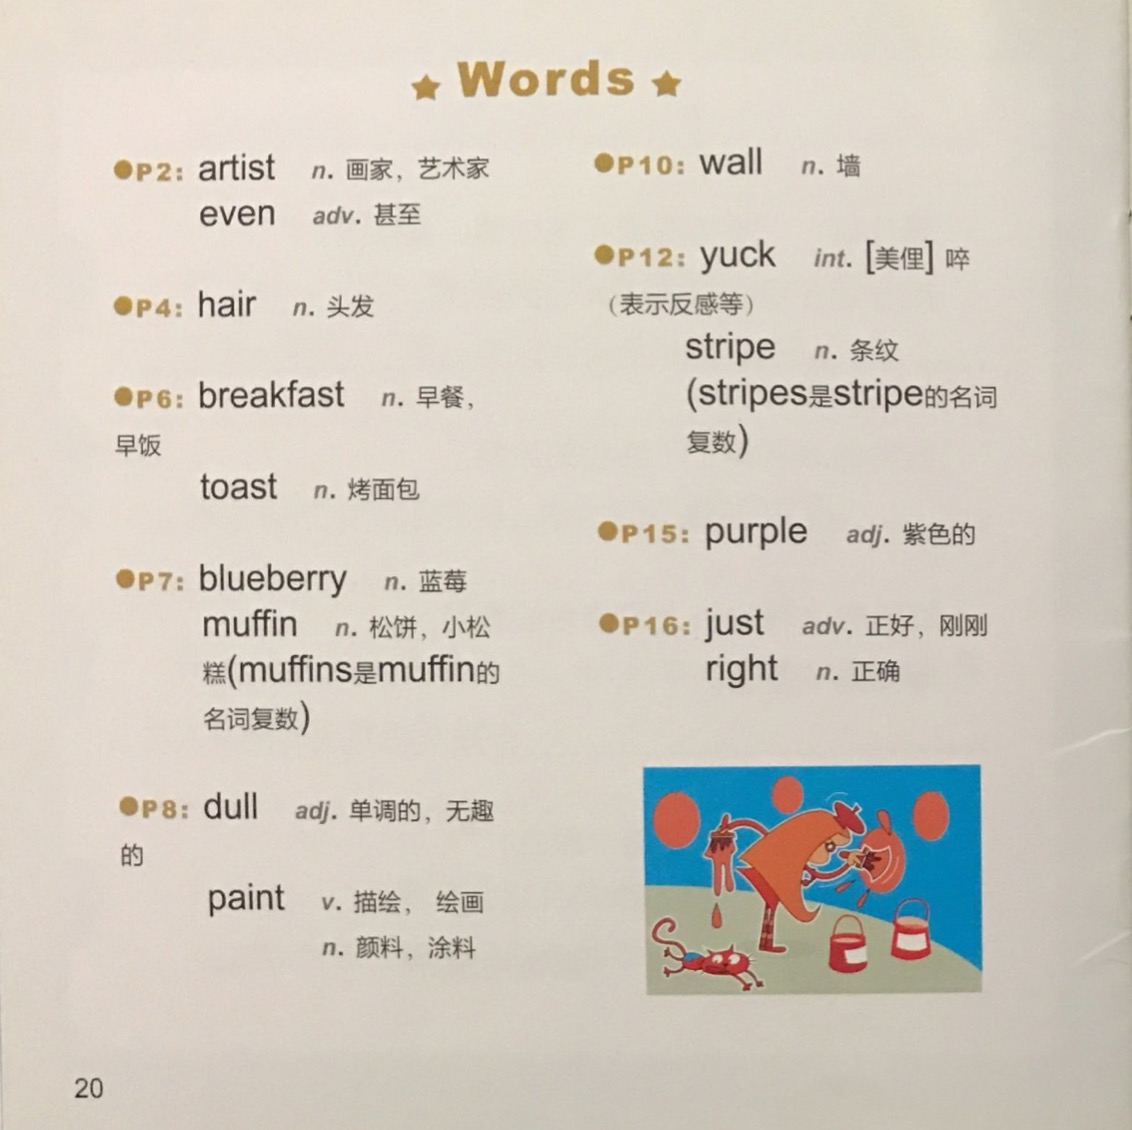 ★ Words ★
●P2: artist n. 画家，艺术家
even adv. 甚至
●P4: hair n. 头发
●P6: breakfast n. 早餐，
早饭
toast n. 烤面包
●P7: blueberry n. 蓝莓
muffin n. 松饼，小松
糕(muffins是muffin的
名词复数)
●P8: dull adj. 单调的，无趣
的
paint v. 描绘， 绘画
n. 颜料，涂料
●P10: wall n. 墙
●P12: yuck int. [美俚] 啐
（表示反感等）
stripe n. 条纹
(stripes是stripe的名词
复数)
●P15: purple adj. 紫色的
●P16: just adv. 正好，刚刚
right n. 正确
20